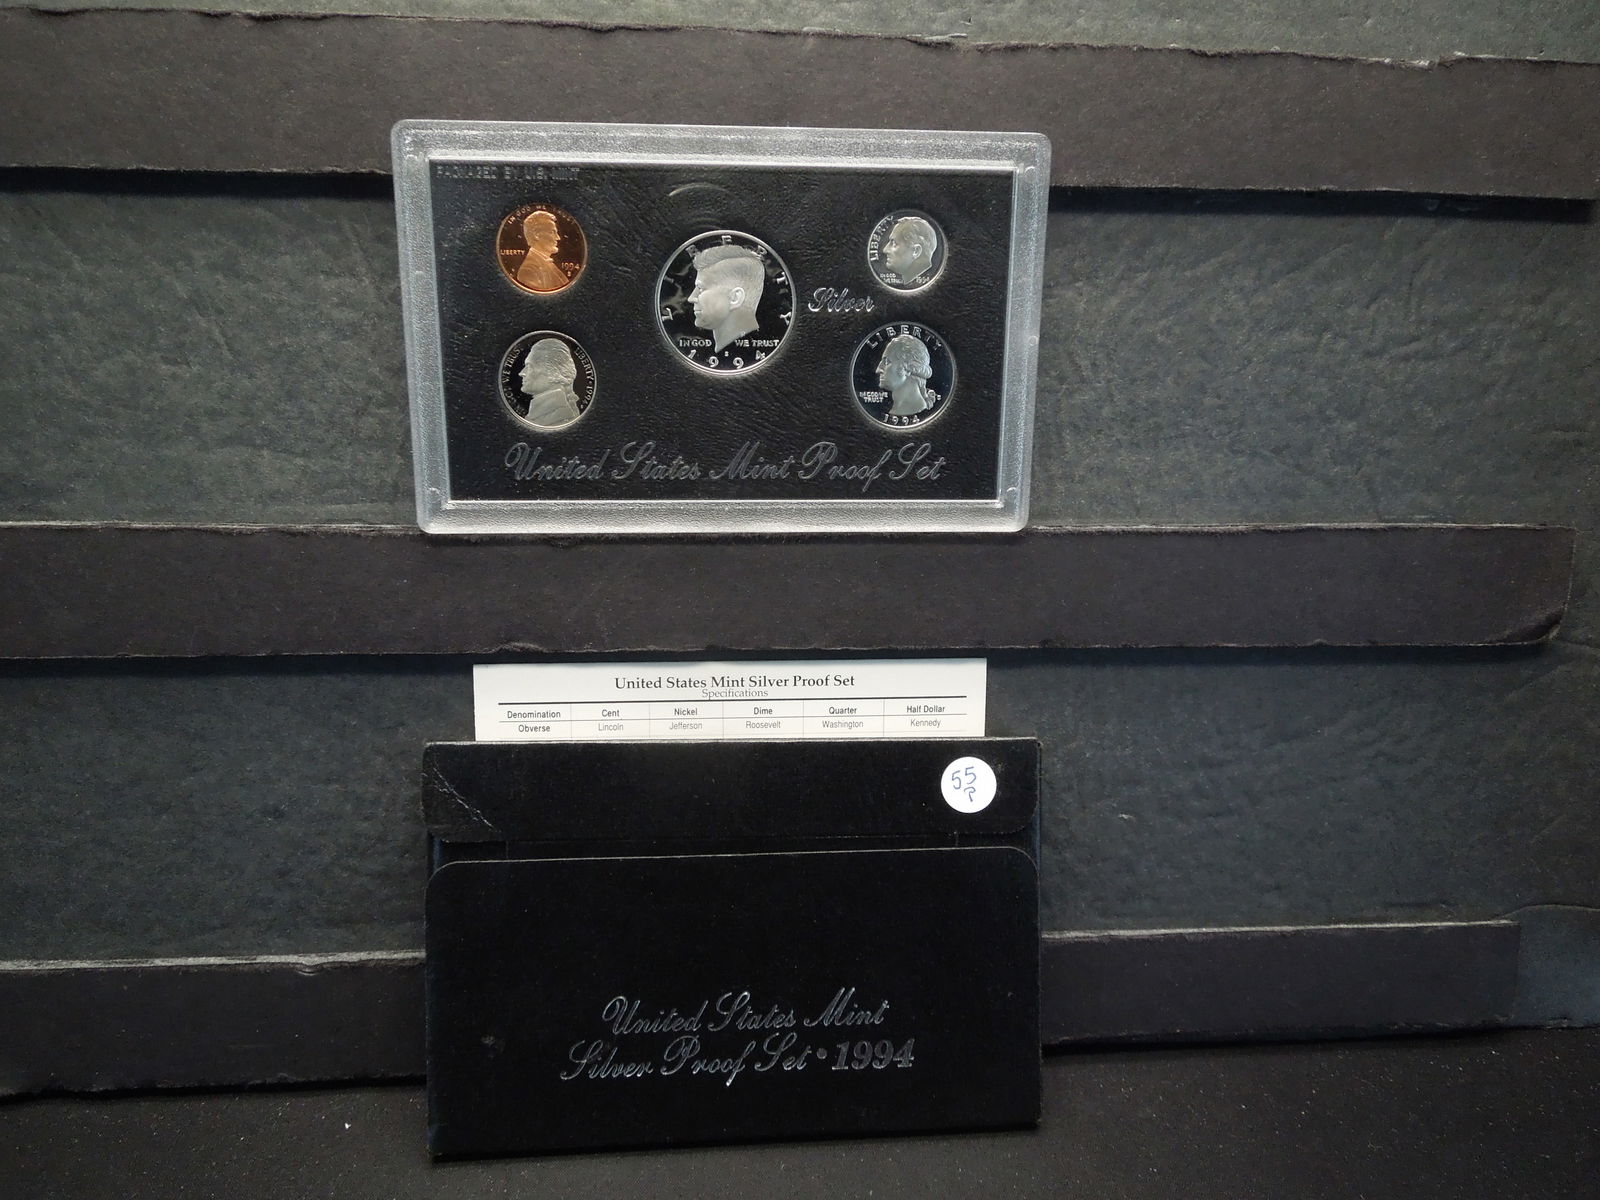 PACKAGED BY U.S. MINT
IN GOD WE TRUST
LIBERTY
1994
S
LIBERTY
IN GOD WE TRUST
1994
S
LIBERTY
IN GOD
WE TRUST
1994
Silver
IN GOD WE TRUST
LIBERTY · 1994
LIBERTY
IN GOD WE
TRUST
S
1994
United States Mint Proof Set
United States Mint Silver Proof Set
Specifications
Denomination Cent Nickel Dime Quarter Half Dollar
Obverse Lincoln Jefferson Roosevelt Washington Kennedy
55
P
United States Mint
Silver Proof Set • 1994